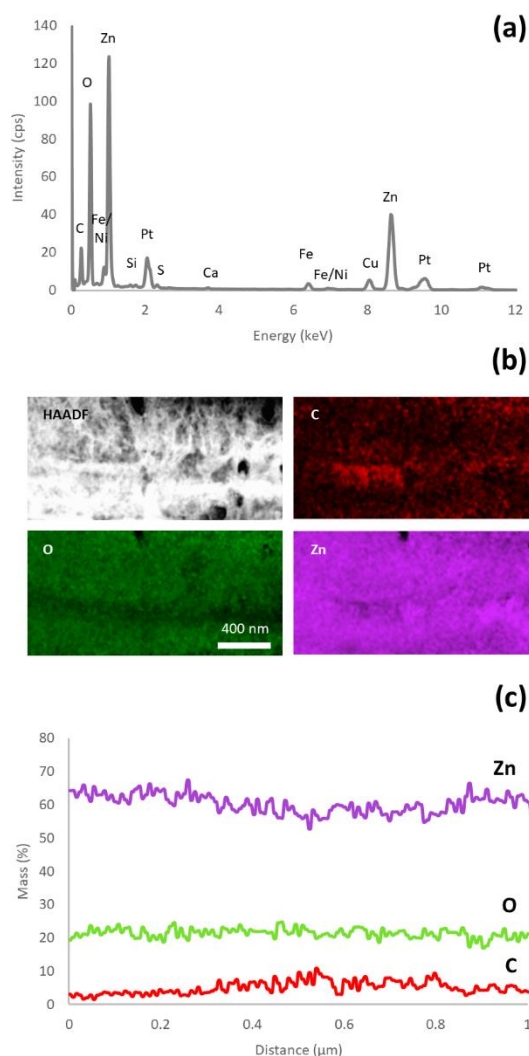 (a)
140
120
100
80
60
40
20
0
Intensity (cps)
Zn
O
C
Fe/
Ni
Si
Pt
S
Ca
Fe
Fe/Ni
Cu
Zn
Pt
Pt
0 2 4 6 8 10 12
Energy (keV)
(b)
HAADF
C
O
400 nm
Zn
(c)
80
70
60
50
40
30
20
10
0
Mass (%)
Zn
O
C
0 0.2 0.4 0.6 0.8 1
Distance (µm)